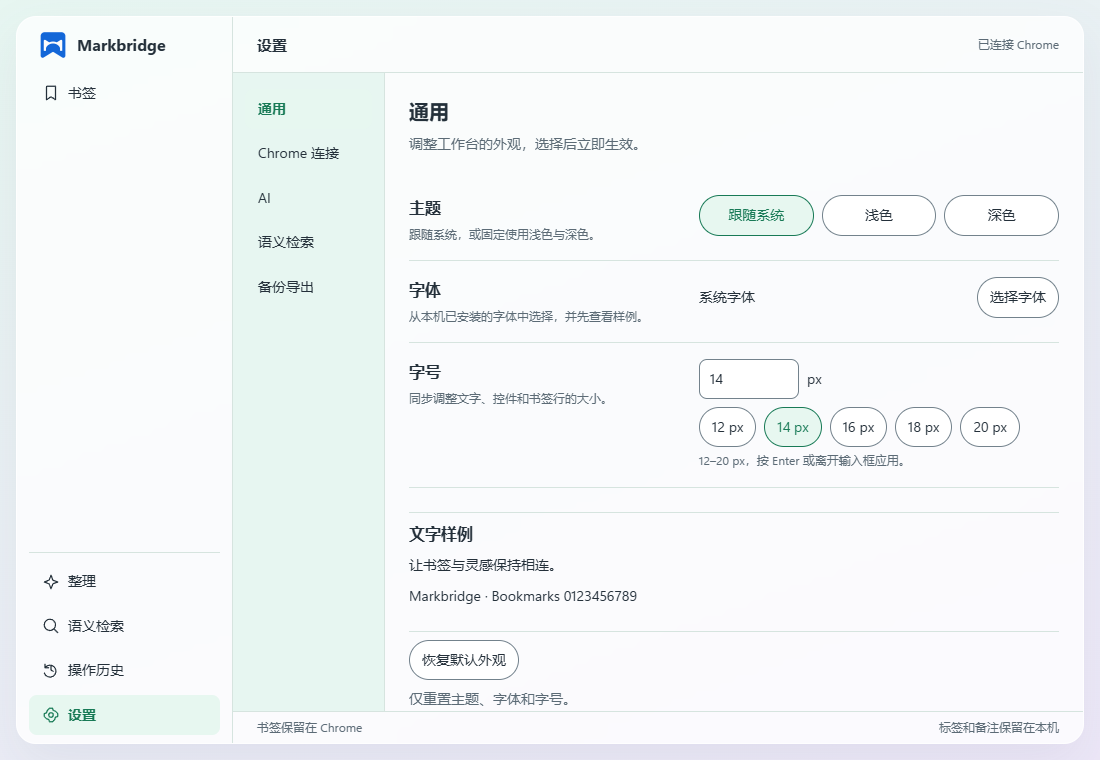 Markbridge
书签
整理
语义检索
操作历史
设置
设置
已连接 Chrome
通用
Chrome 连接
AI
语义检索
备份导出
通用
调整工作台的外观，选择后立即生效。
主题
跟随系统，或固定使用浅色与深色。
跟随系统
浅色
深色
字体
从本机已安装的字体中选择，并先查看样例。
系统字体
选择字体
字号
同步调整文字、控件和书签行的大小。
14 px
12 px
14 px
16 px
18 px
20 px
12–20 px，按 Enter 或离开输入框应用。
文字样例
让书签与灵感保持相连。
Markbridge · Bookmarks 0123456789
恢复默认外观
仅重置主题、字体和字号。
书签保留在 Chrome
标签和备注保留在本机